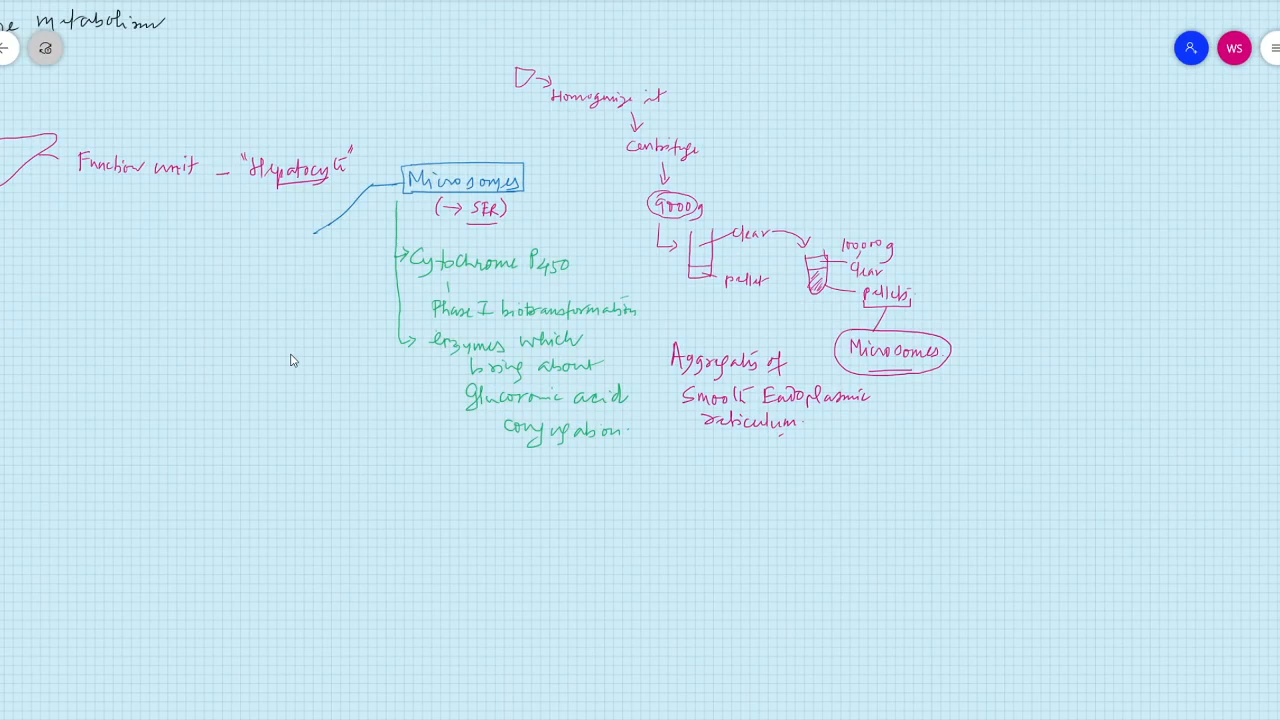 metabolism
WS
Homogenize it
Centrifuge
Function unit - "Hepatocyte"
Microsomes
(→ SER)
9000g
clear
pellet
100000g
clear
pellets
Microsomes.
Cytochrome P450
Phase I biotransformation
enzymes which
bring about
Glucoronic acid
conjugation.
Aggregates of
Smooth Endoplasmic
reticulum.